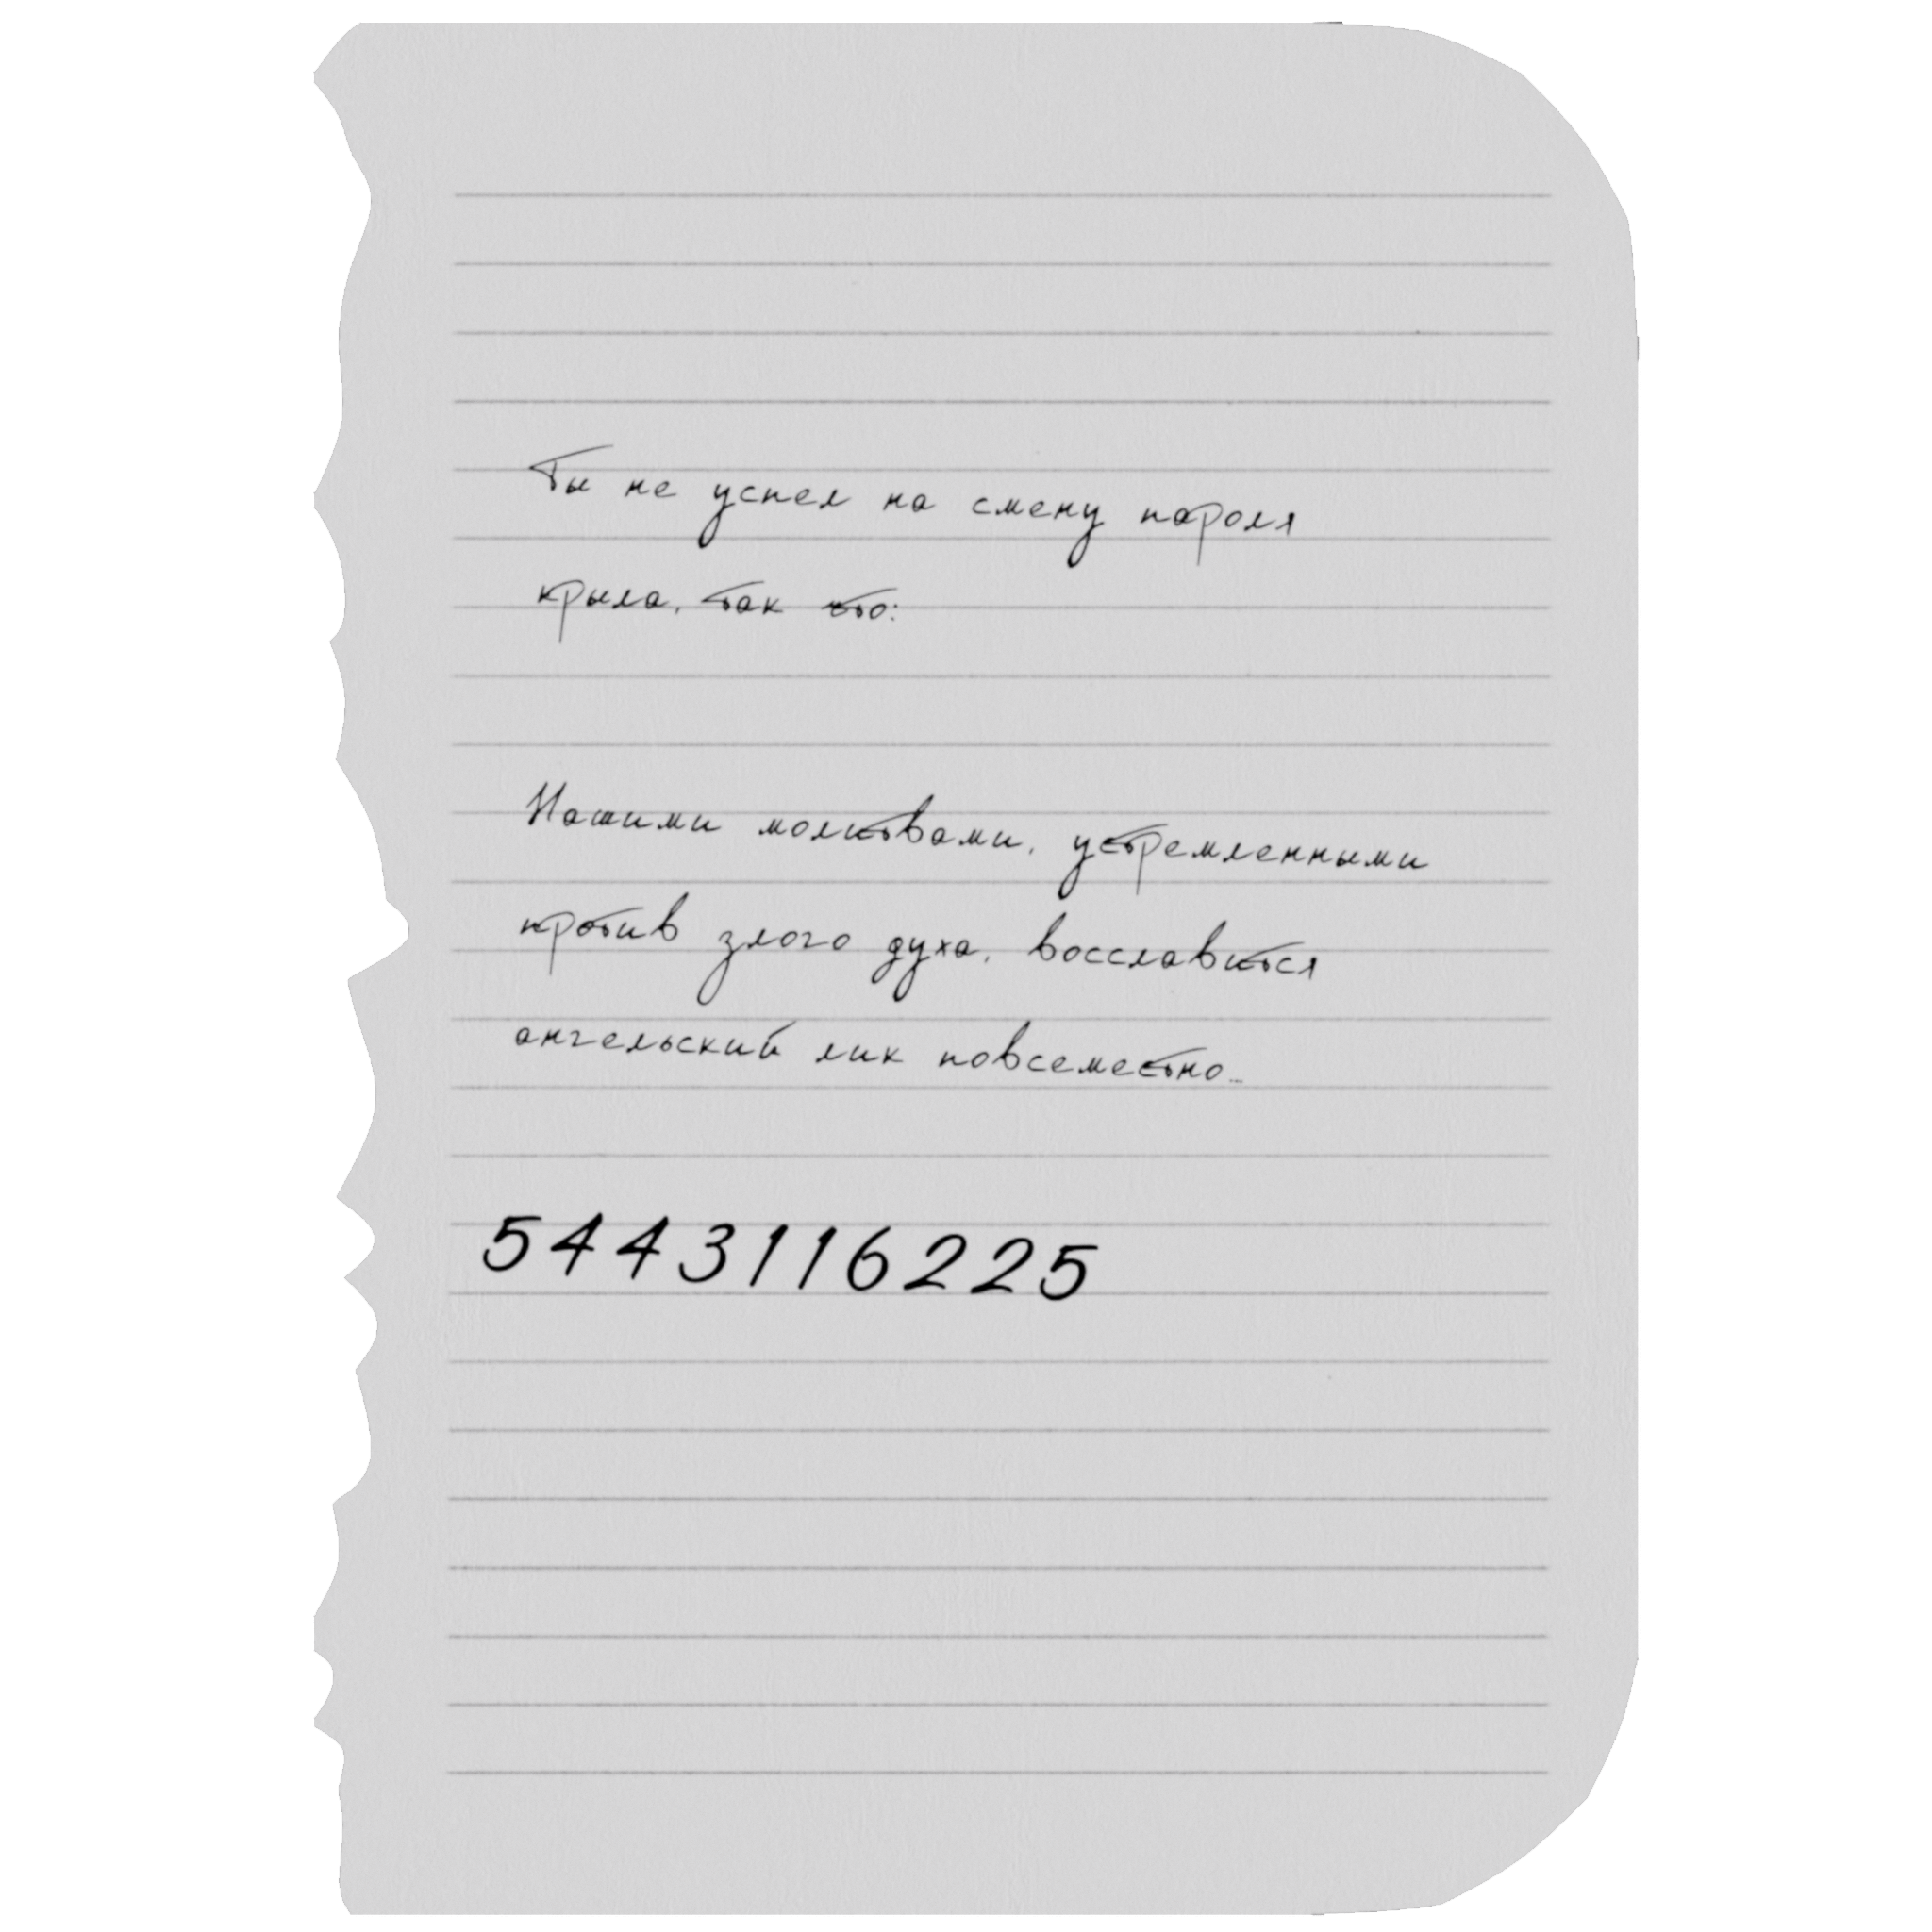 Ты не успел на смену пароля
крыла, так что:
Нашими молитвами, устремленными
против злого духа, восславится
ангельский лик повсеместно...
5443116225